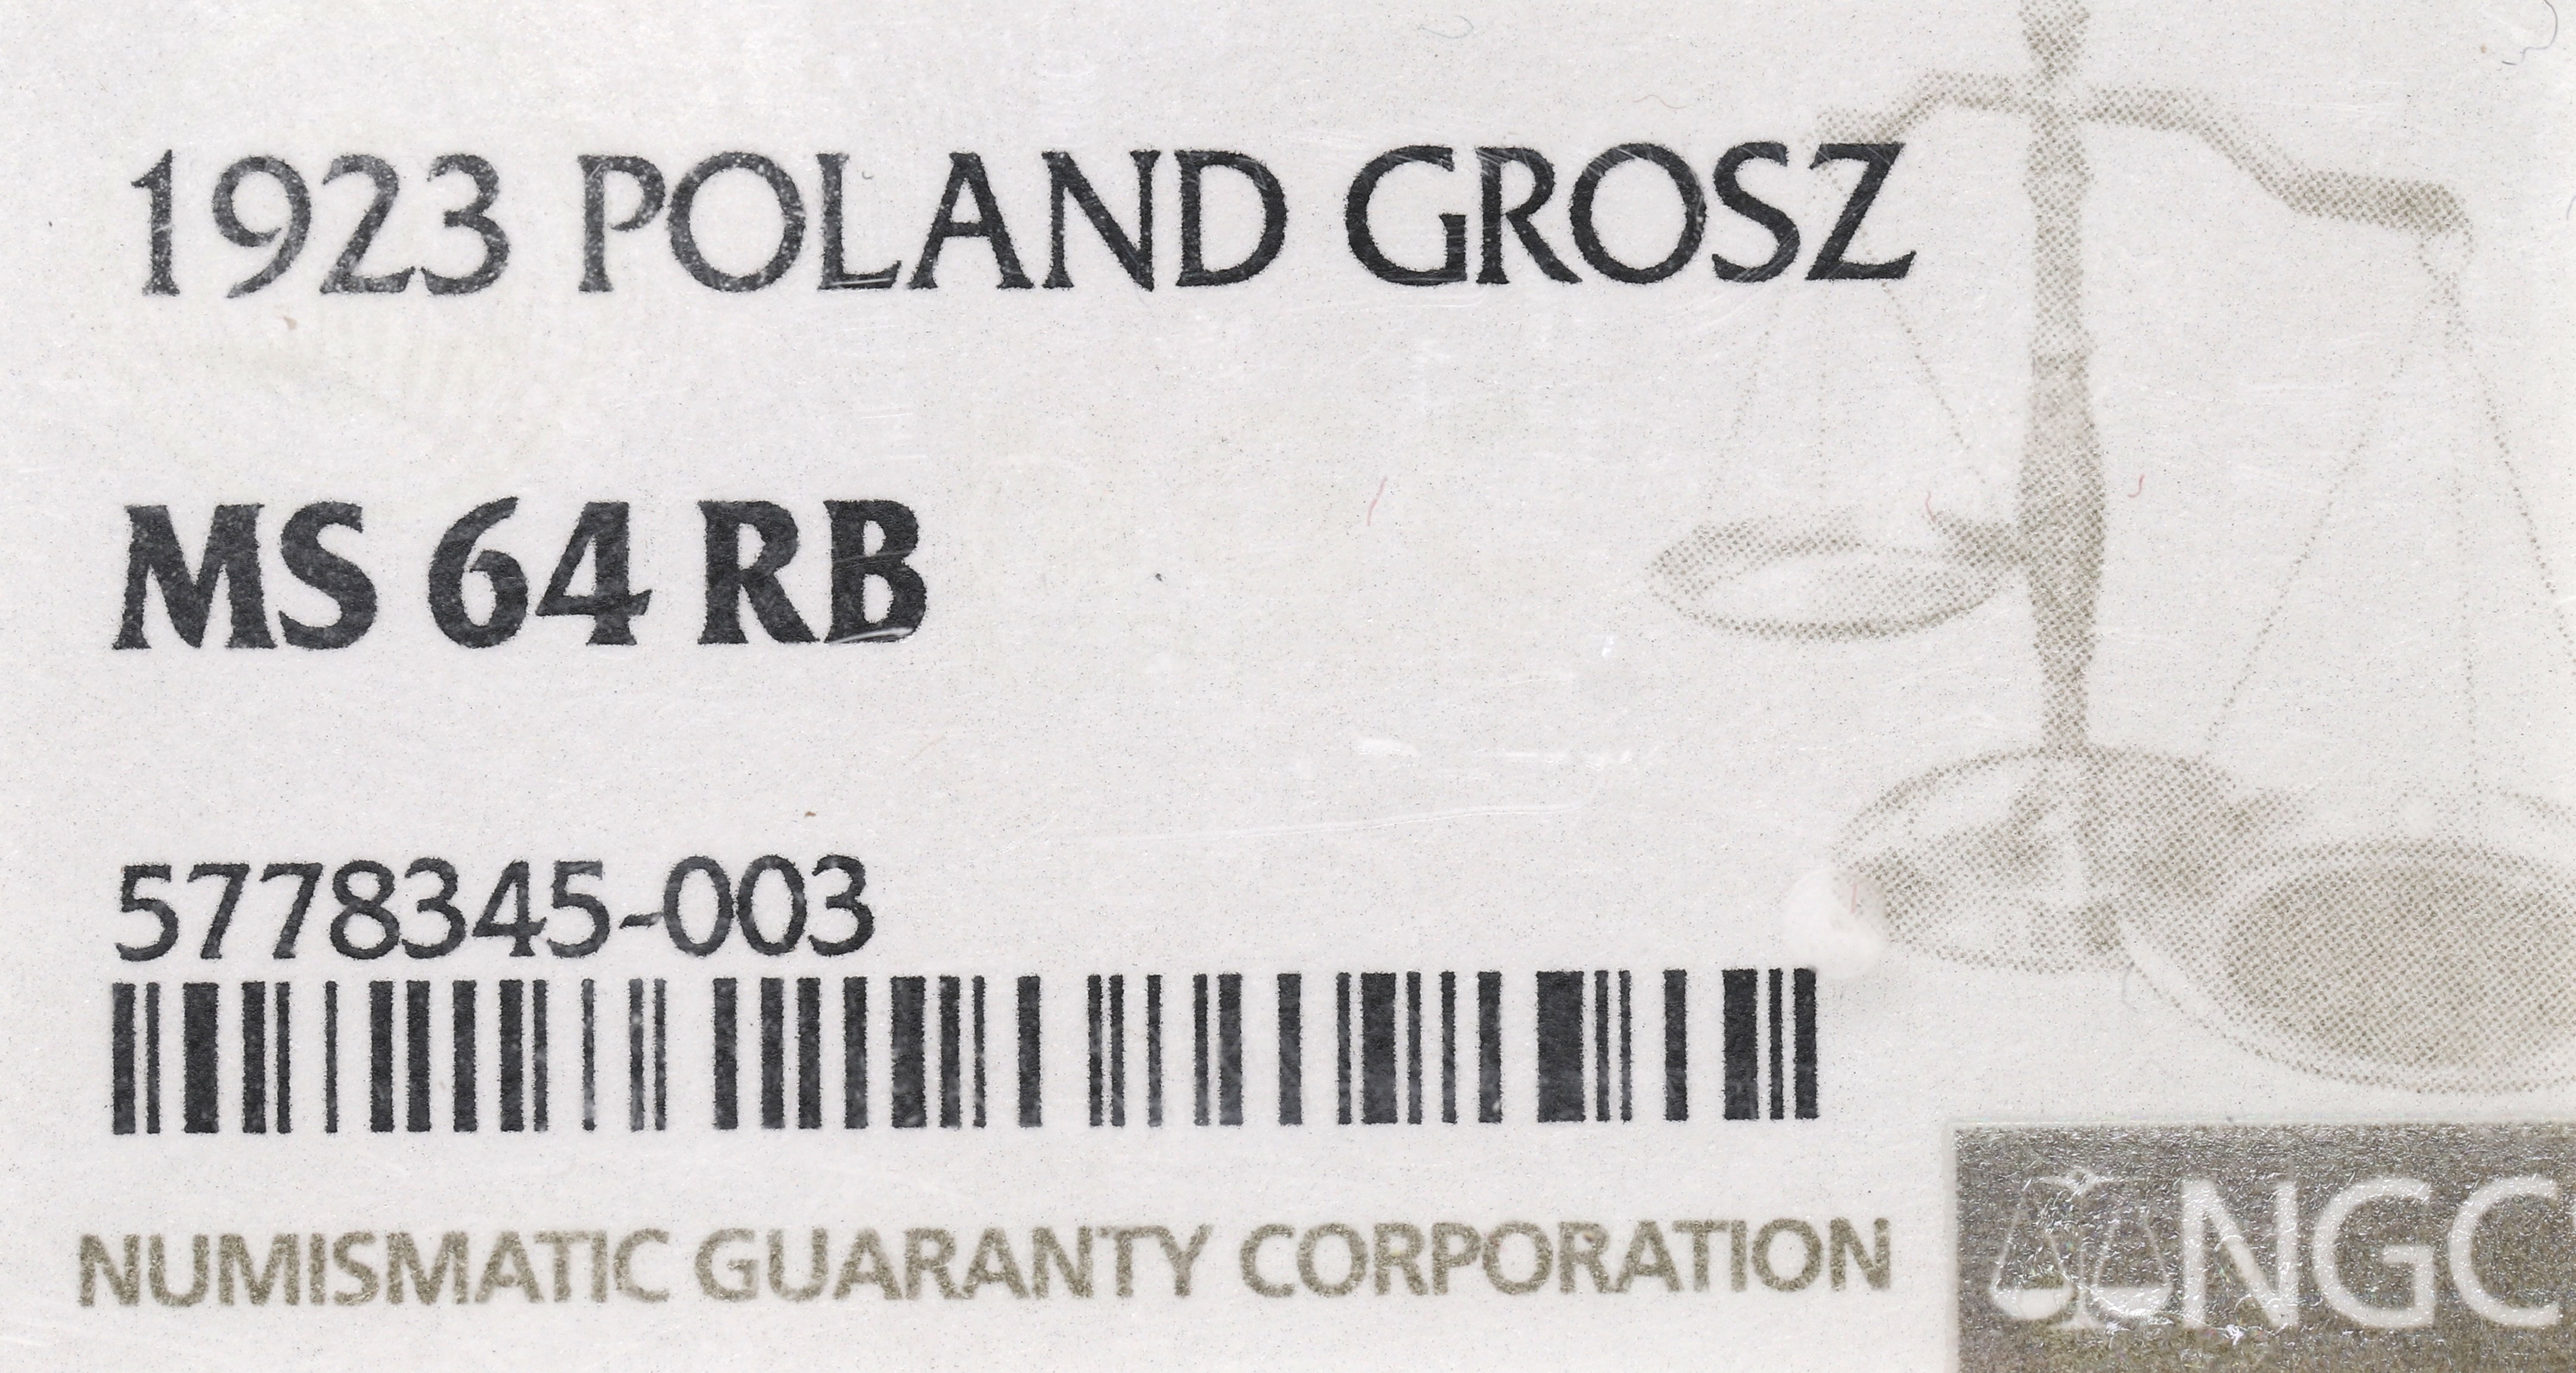 1923 POLAND GROSZ
MS 64 RB
5778345-003
NUMISMATIC GUARANTY CORPORATION
NGC